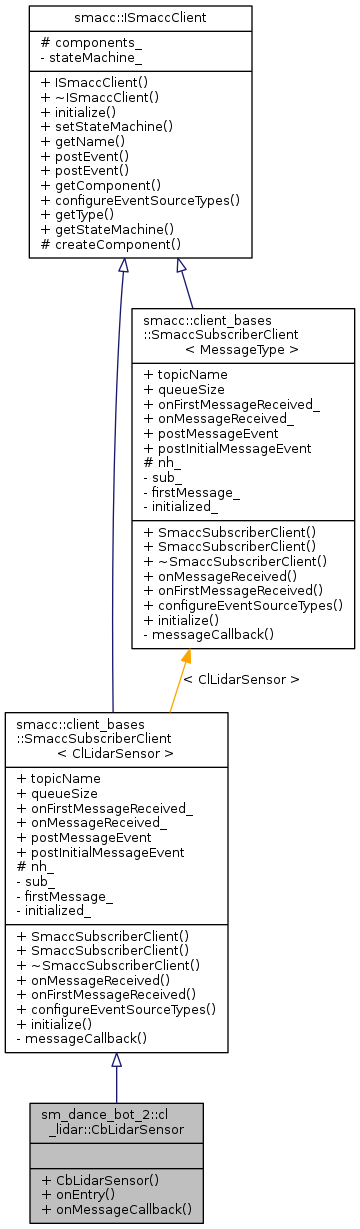 smacc::ISmaccClient
# components_
- stateMachine_
+ ISmaccClient()
+ ~ISmaccClient()
+ initialize()
+ setStateMachine()
+ getName()
+ postEvent()
+ postEvent()
+ getComponent()
+ configureEventSourceTypes()
+ getType()
+ getStateMachine()
# createComponent()
smacc::client_bases
::SmaccSubscriberClient
< MessageType >
+ topicName
+ queueSize
+ onFirstMessageReceived_
+ onMessageReceived_
+ postMessageEvent
+ postInitialMessageEvent
# nh_
- sub_
- firstMessage_
- initialized_
+ SmaccSubscriberClient()
+ SmaccSubscriberClient()
+ ~SmaccSubscriberClient()
+ onMessageReceived()
+ onFirstMessageReceived()
+ configureEventSourceTypes()
+ initialize()
- messageCallback()
< ClLidarSensor >
smacc::client_bases
::SmaccSubscriberClient
< ClLidarSensor >
+ topicName
+ queueSize
+ onFirstMessageReceived_
+ onMessageReceived_
+ postMessageEvent
+ postInitialMessageEvent
# nh_
- sub_
- firstMessage_
- initialized_
+ SmaccSubscriberClient()
+ SmaccSubscriberClient()
+ ~SmaccSubscriberClient()
+ onMessageReceived()
+ onFirstMessageReceived()
+ configureEventSourceTypes()
+ initialize()
- messageCallback()
sm_dance_bot_2::cl
_lidar::CbLidarSensor
+ CbLidarSensor()
+ onEntry()
+ onMessageCallback()